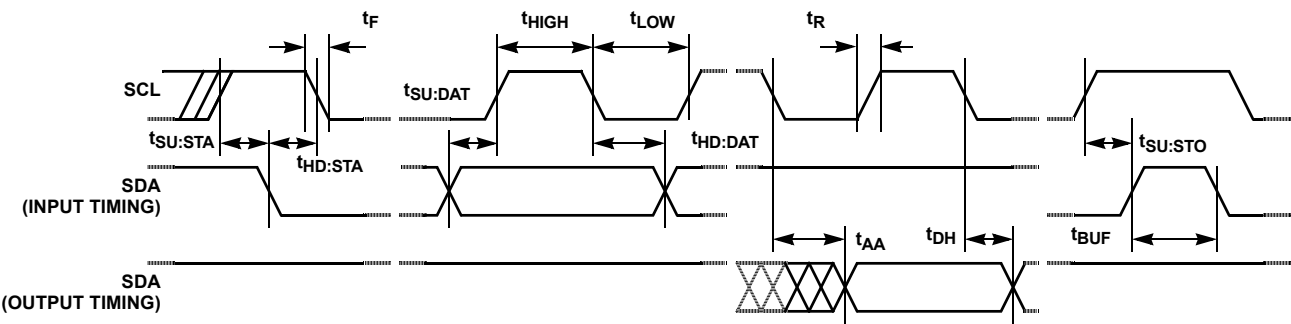 tF
tHIGH
tLOW
tR
SCL
tSU:DAT
tSU:STA
tHD:STA
tHD:DAT
tSU:STO
SDA
(INPUT TIMING)
tAA
tDH
tBUF
SDA
(OUTPUT TIMING)